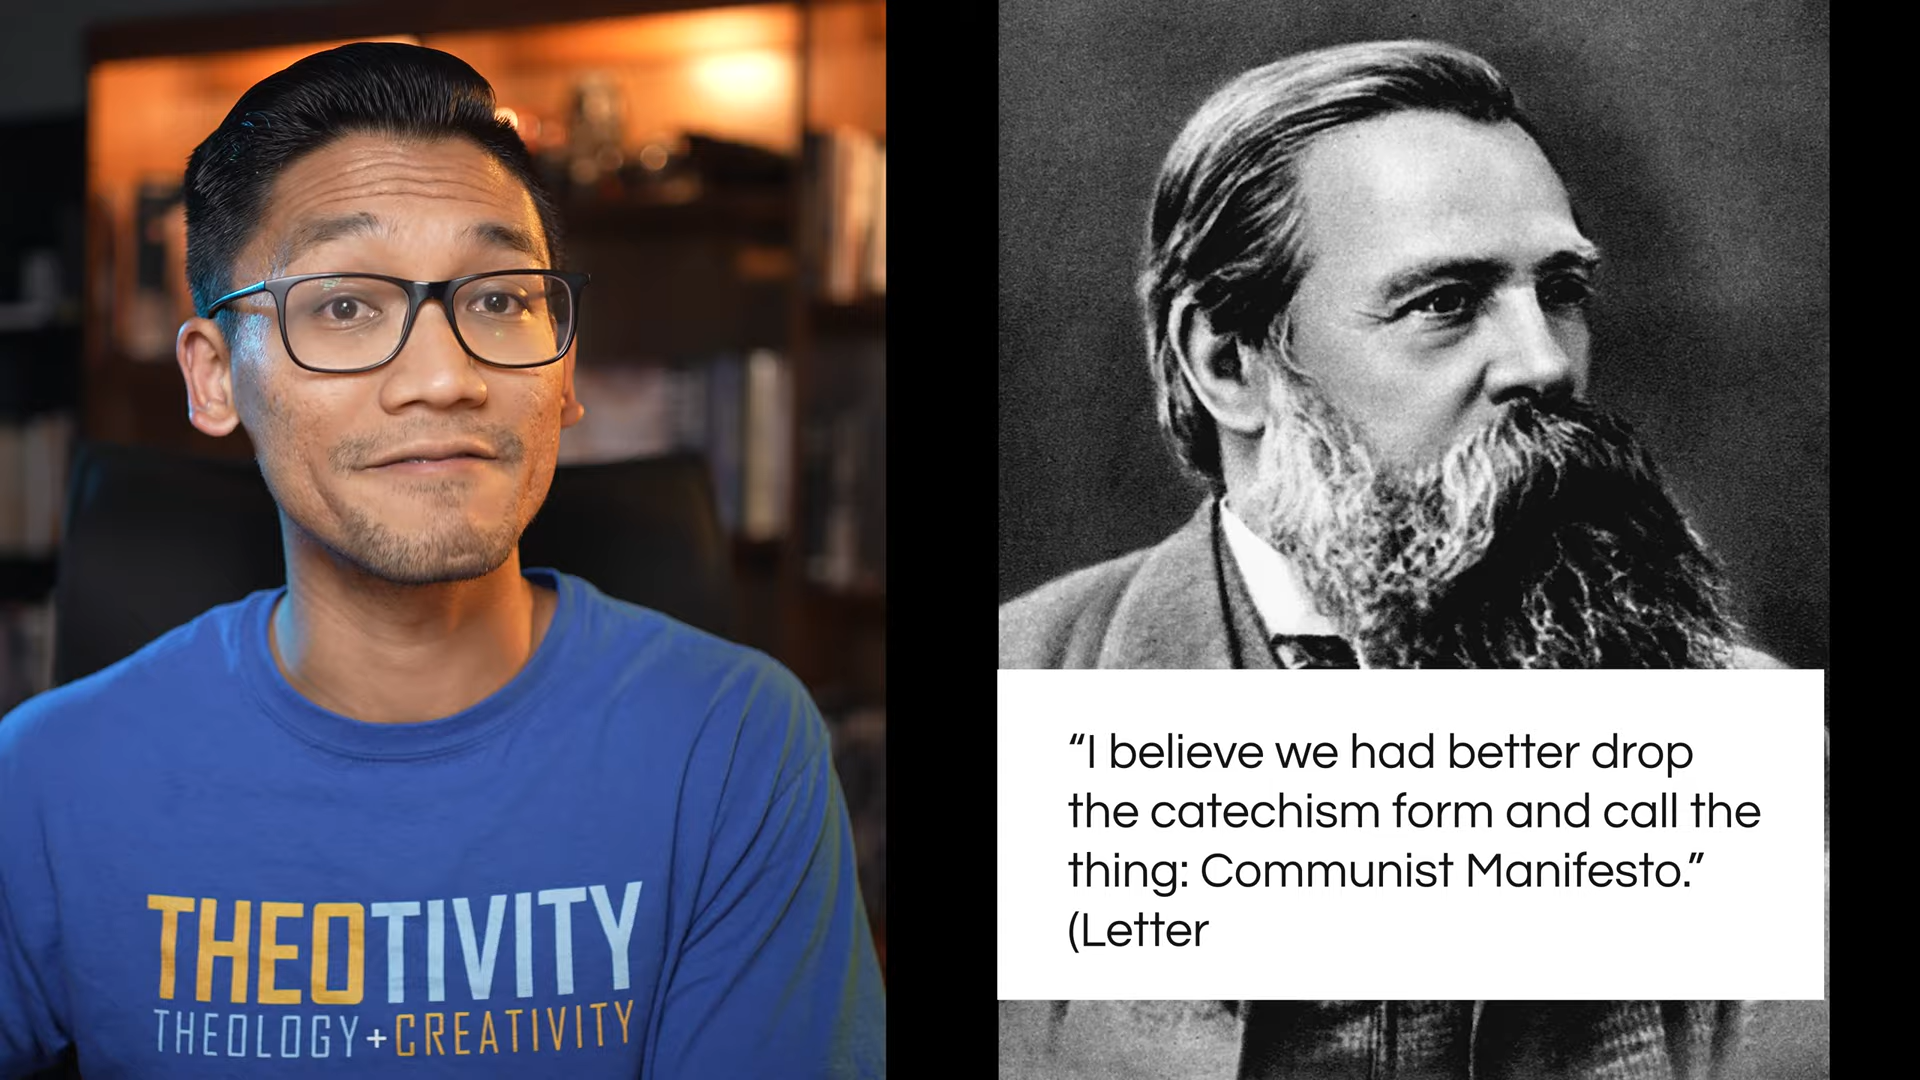 THEOTIVITY
THEOLOGY+CREATIVITY
“I believe we had better drop
the catechism form and call the
thing: Communist Manifesto.”
(Letter